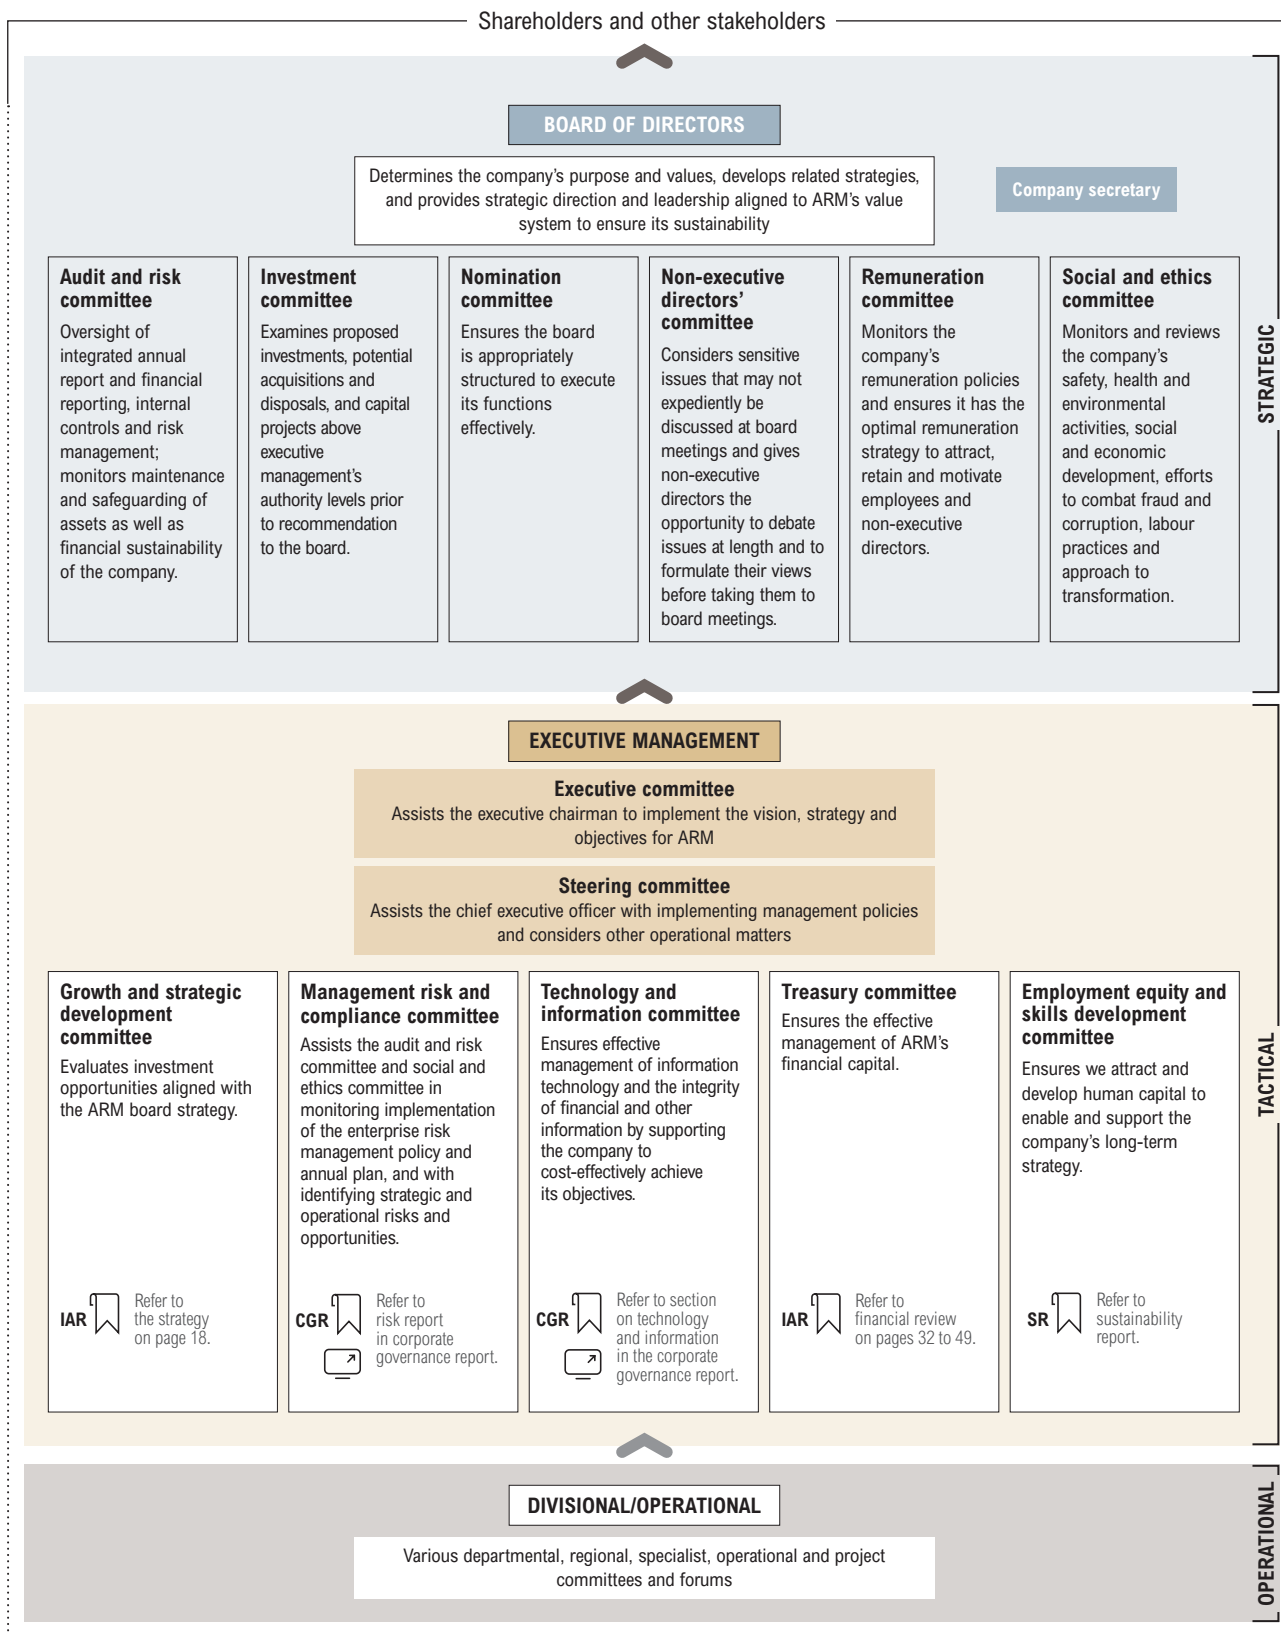 Shareholders and other stakeholders
BOARD OF DIRECTORS
Determines the company’s purpose and values, develops related strategies,
and provides strategic direction and leadership aligned to ARM’s value
system to ensure its sustainability
Company secretary
Audit and risk
committee
Oversight of
integrated annual
report and financial
reporting, internal
controls and risk
management;
monitors maintenance
and safeguarding of
assets as well as
financial sustainability
of the company.
Investment
committee
Examines proposed
investments, potential
acquisitions and
disposals, and capital
projects above
executive
management’s
authority levels prior
to recommendation
to the board.
Nomination
committee
Ensures the board
is appropriately
structured to execute
its functions
effectively.
Non-executive
directors’
committee
Considers sensitive
issues that may not
expediently be
discussed at board
meetings and gives
non-executive
directors the
opportunity to debate
issues at length and to
formulate their views
before taking them to
board meetings.
Remuneration
committee
Monitors the
company’s
remuneration policies
and ensures it has the
optimal remuneration
strategy to attract,
retain and motivate
employees and
non-executive
directors.
Social and ethics
committee
Monitors and reviews
the company’s
safety, health and
environmental
activities, social
and economic
development, efforts
to combat fraud and
corruption, labour
practices and
approach to
transformation.
STRATEGIC
EXECUTIVE MANAGEMENT
Executive committee
Assists the executive chairman to implement the vision, strategy and
objectives for ARM
Steering committee
Assists the chief executive officer with implementing management policies
and considers other operational matters
Growth and strategic
development
committee
Evaluates investment
opportunities aligned with
the ARM board strategy.
IAR
Refer to
the strategy
on page 18.
Management risk and
compliance committee
Assists the audit and risk
committee and social and
ethics committee in
monitoring implementation
of the enterprise risk
management policy and
annual plan, and with
identifying strategic and
operational risks and
opportunities.
CGR
Refer to
risk report
in corporate
governance report.
Technology and
information committee
Ensures effective
management of information
technology and the integrity
of financial and other
information by supporting
the company to
cost-effectively achieve
its objectives.
CGR
Refer to section
on technology
and information
in the corporate
governance report.
Treasury committee
Ensures the effective
management of ARM’s
financial capital.
IAR
Refer to
financial review
on pages 32 to 49.
Employment equity and
skills development
committee
Ensures we attract and
develop human capital to
enable and support the
company’s long-term
strategy.
SR
Refer to
sustainability
report.
TACTICAL
DIVISIONAL/OPERATIONAL
Various departmental, regional, specialist, operational and project
committees and forums
OPERATIONAL